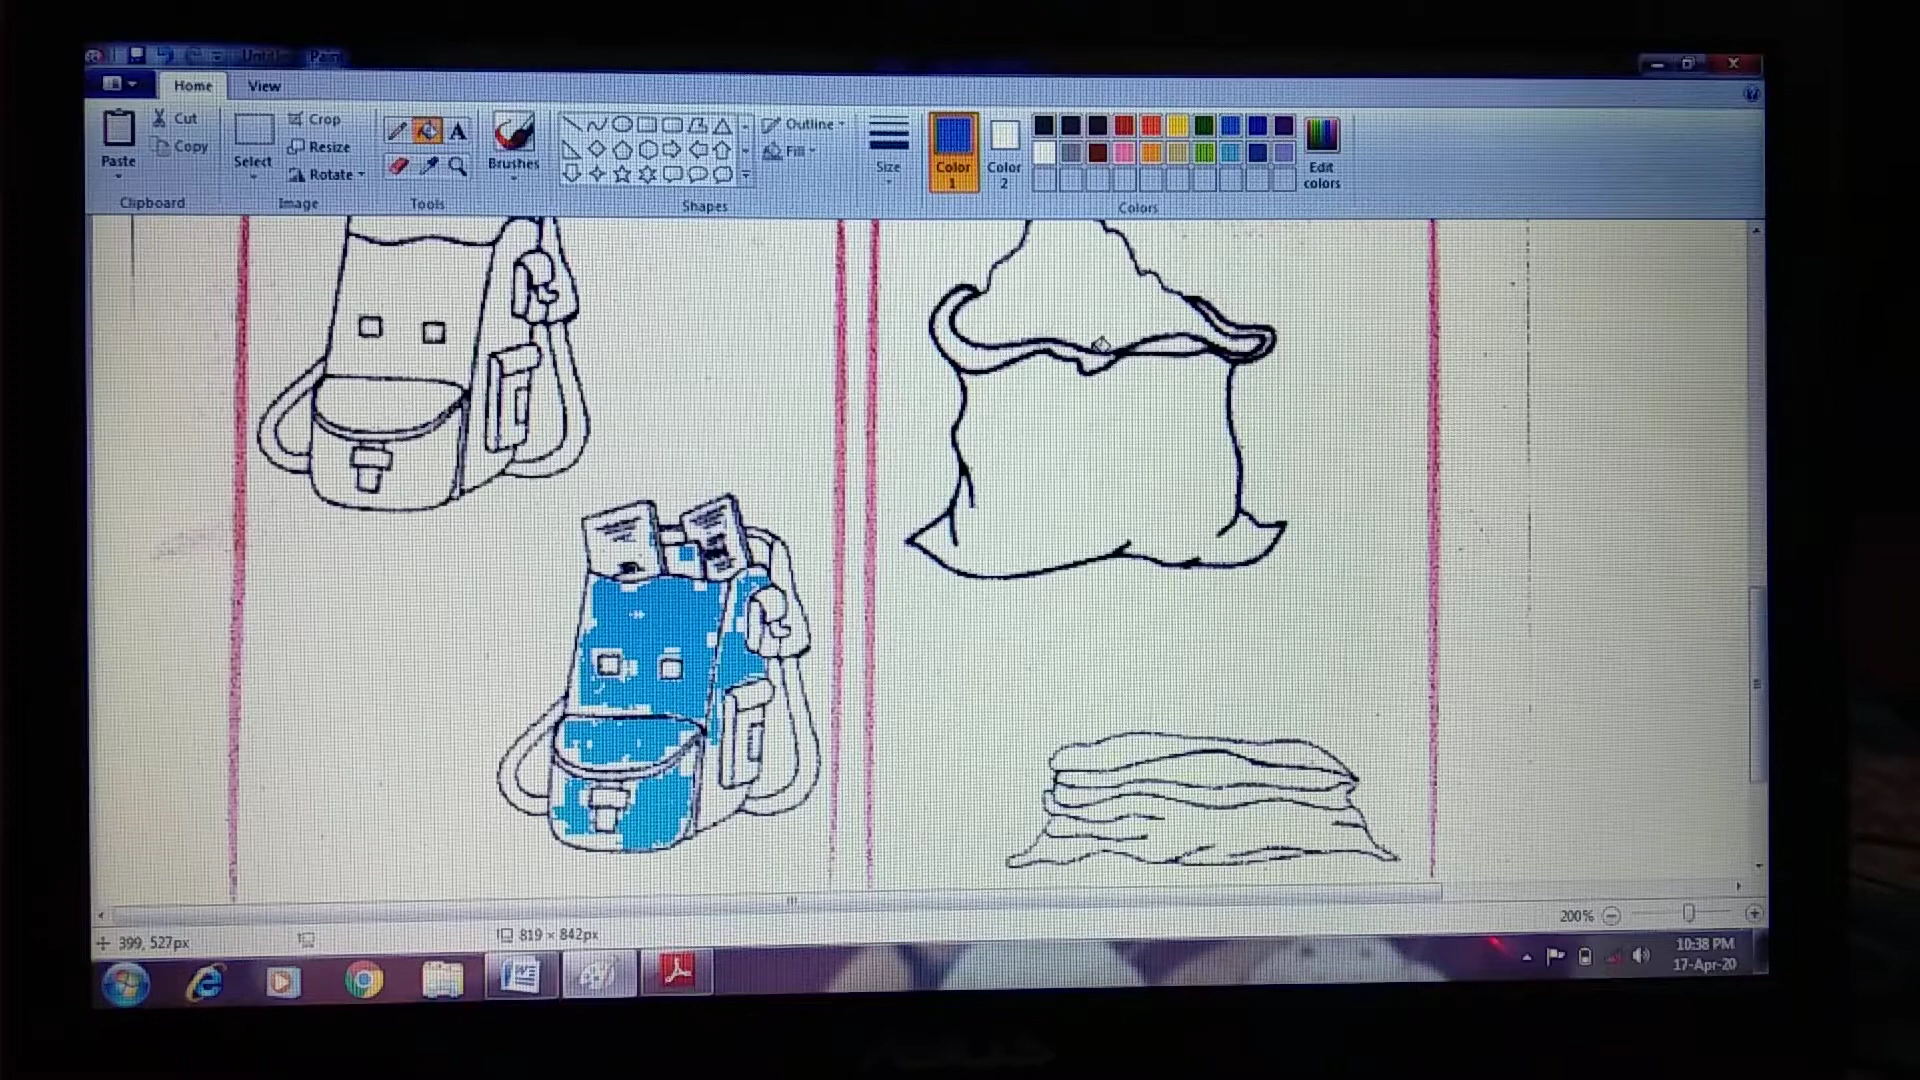 Home View
Cut
Copy
Paste
Clipboard
Select
Crop
Resize
Rotate
Image
A
Tools
Brushes
Outline
Fill
Shapes
Size
Color 1
Color 2
Edit colors
Colors
200%
399, 527px
819 × 842px
10:38 PM
17-Apr-20